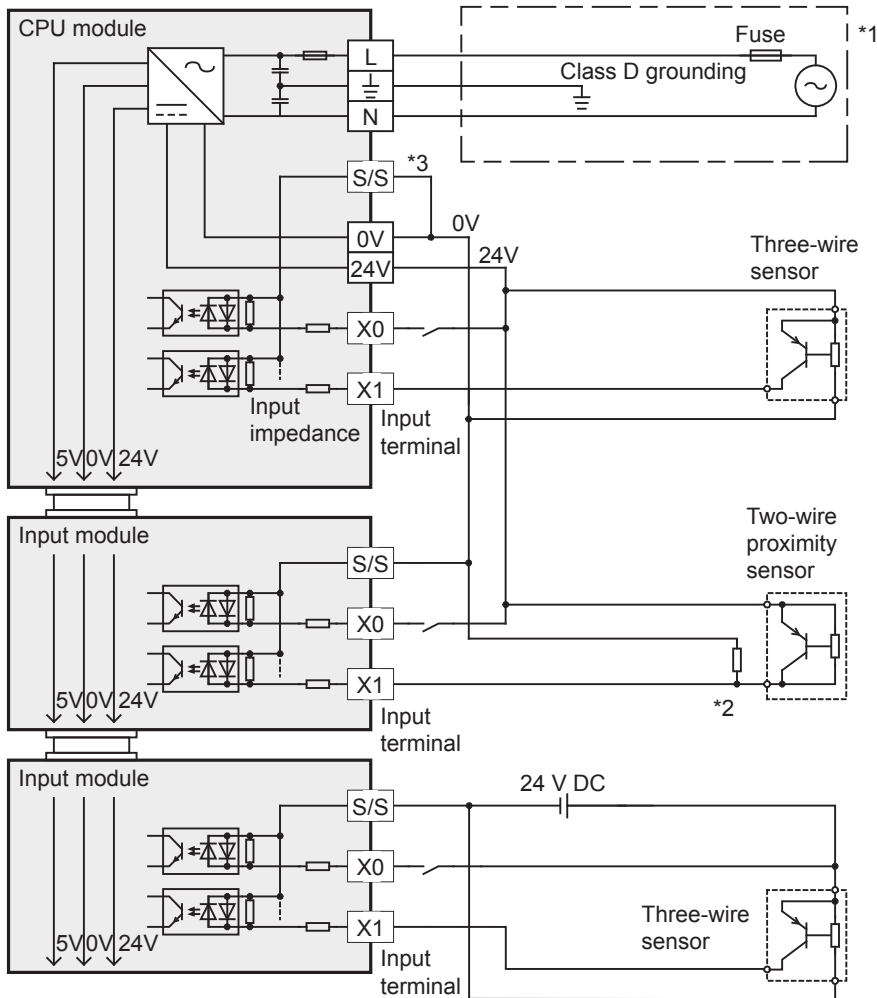 CPU module
Fuse
*1
L
Class D grounding
N
S/S
*3
0V
0V
24V
24V
Three-wire
sensor
X0
X1
Input
impedance
Input
terminal
5V 0V 24V
Input module
Two-wire
proximity
sensor
S/S
X0
X1
5V 0V 24V
*2
Input
terminal
Input module
24 V DC
S/S
X0
X1
Three-wire
sensor
5V 0V 24V
Input
terminal